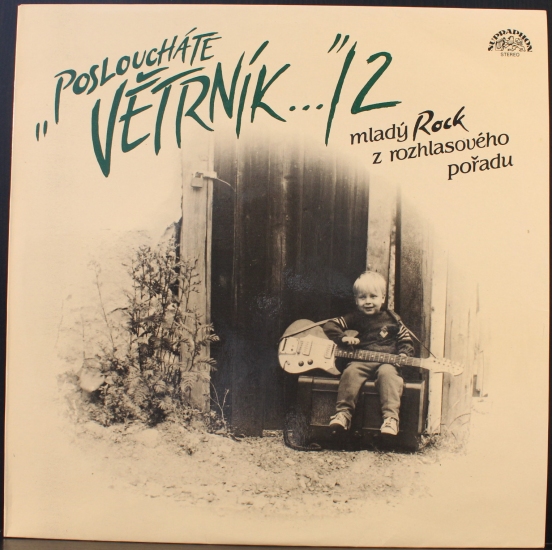 „POSLOUCHÁTE
VĚTRNÍK..."/2
mladý Rock
z rozhlasového
pořadu
SUPRAPHON
STEREO